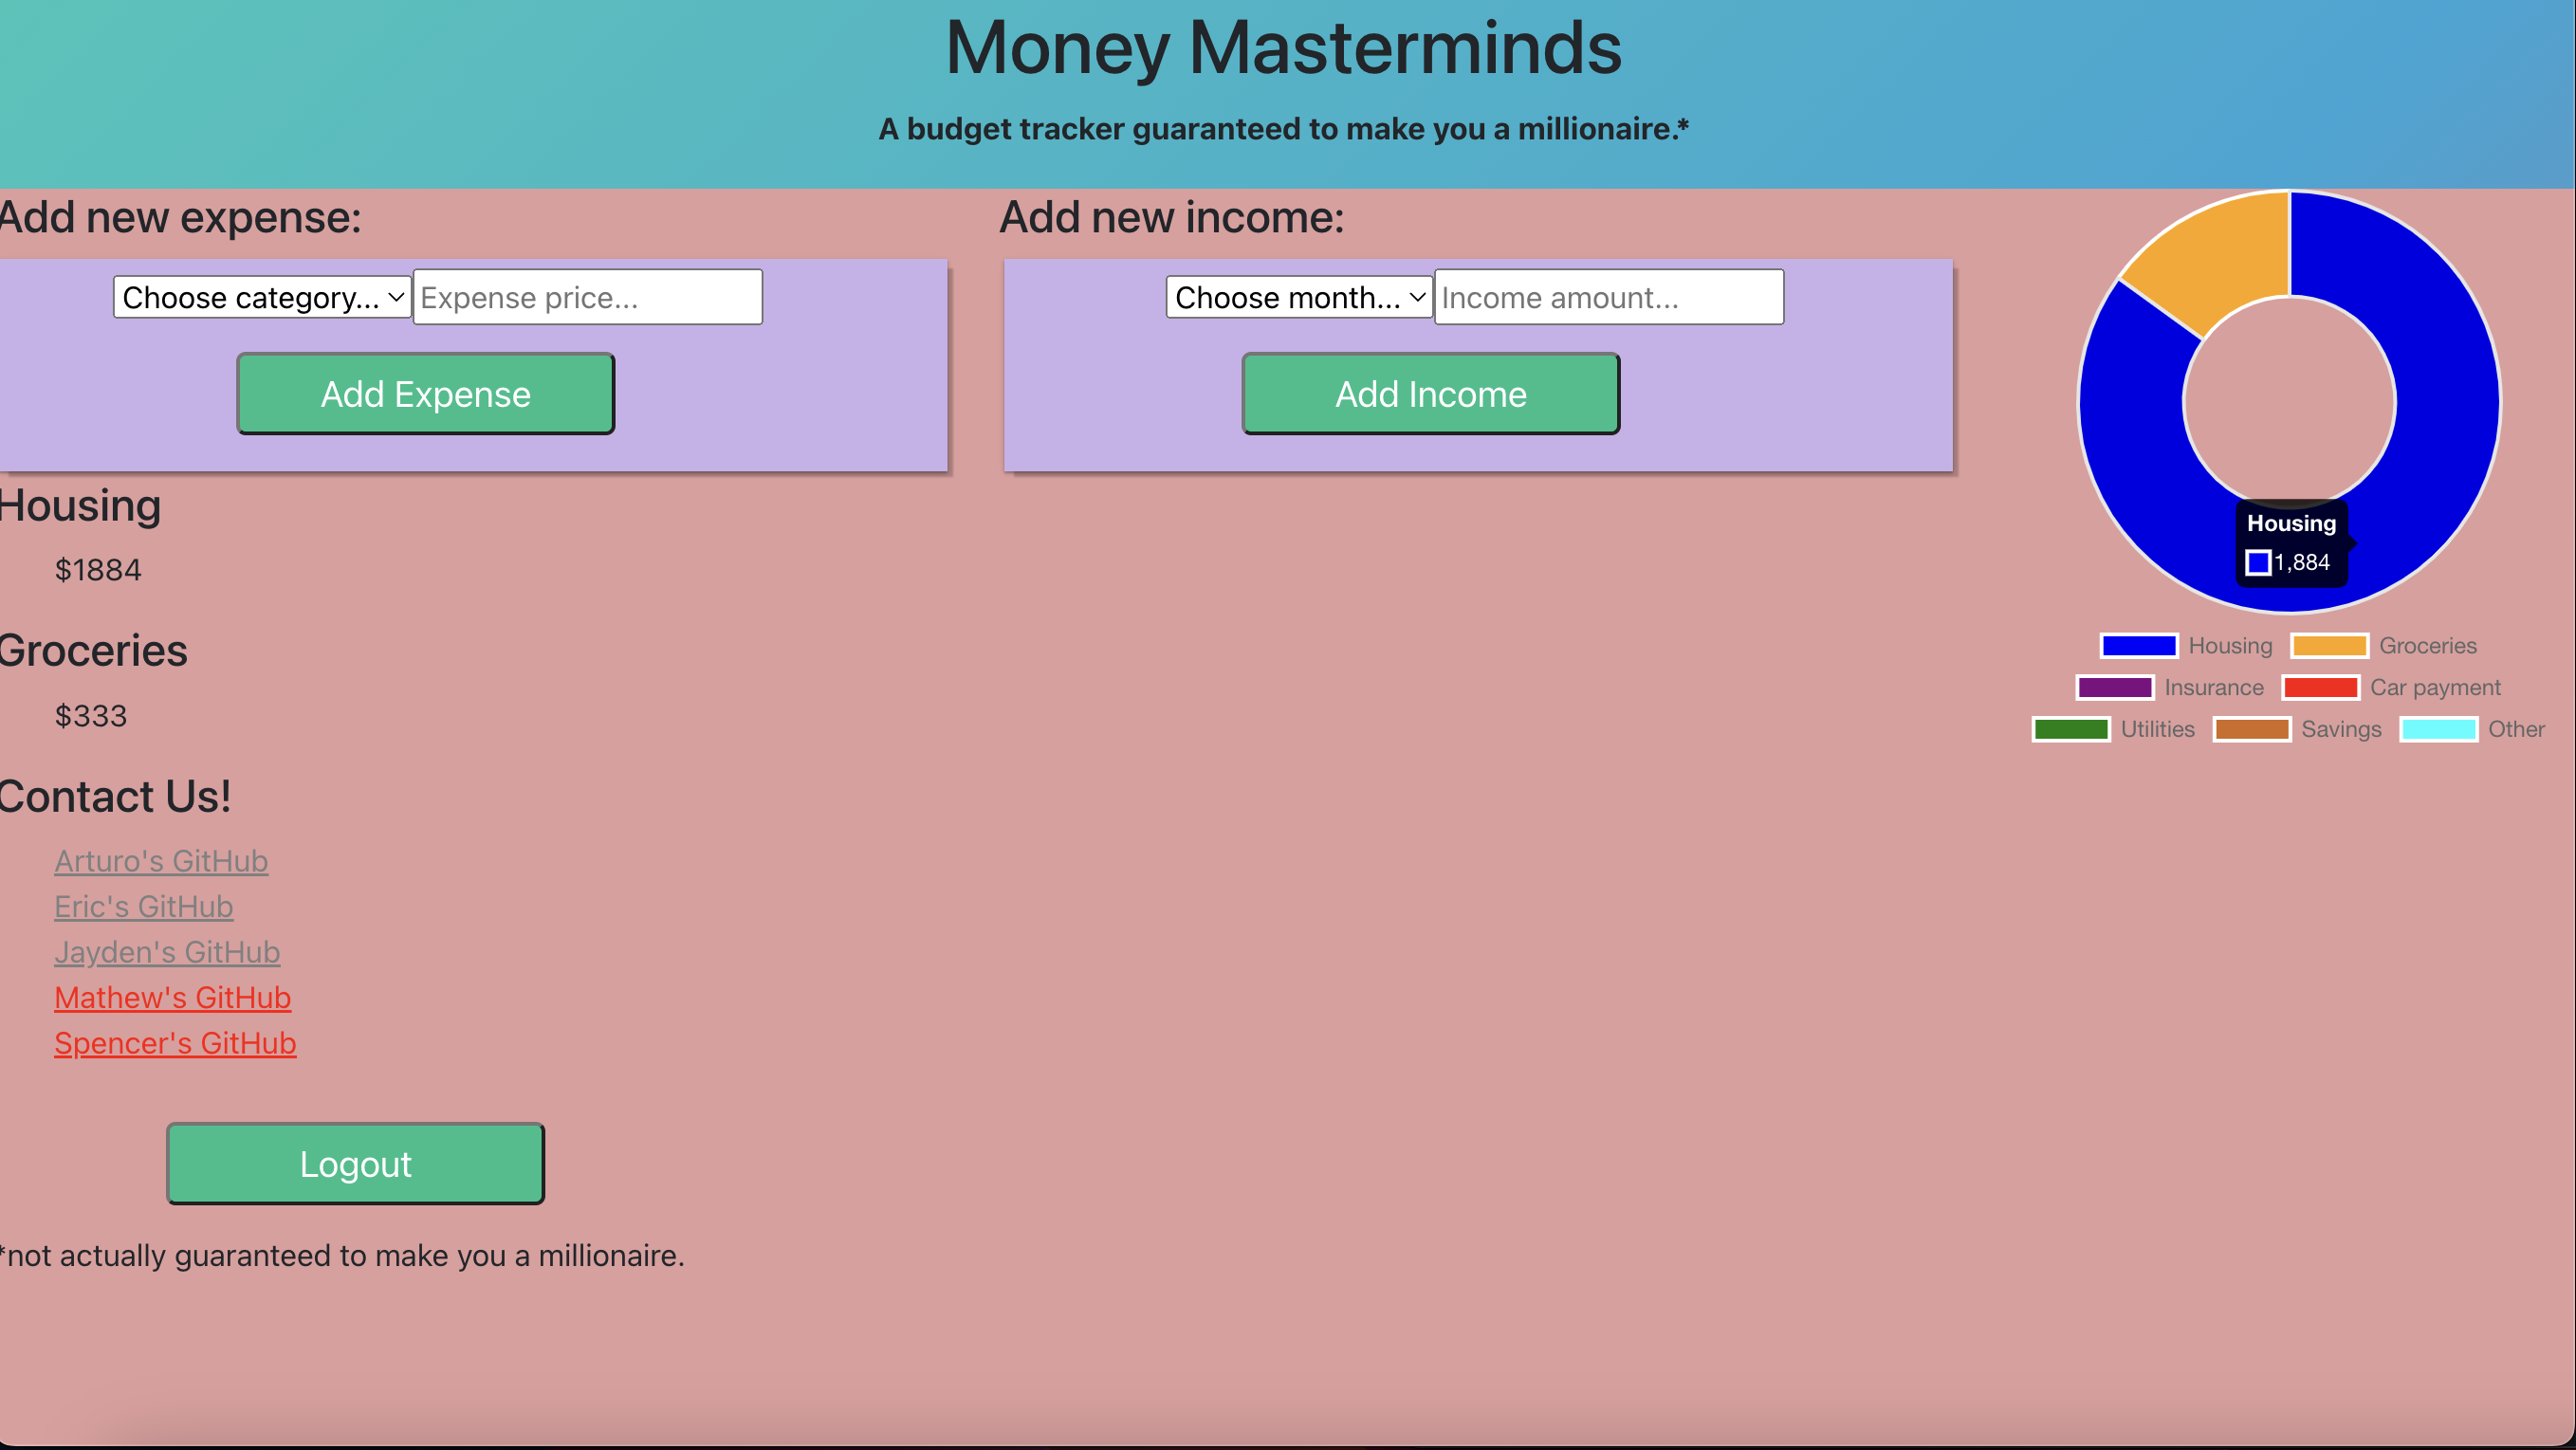 Money Masterminds
A budget tracker guaranteed to make you a millionaire.*
Add new expense:
Choose category...
Expense price...
Add Expense
Add new income:
Choose month...
Income amount...
Add Income
Housing
1,884
Housing
Groceries
Insurance
Car payment
Utilities
Savings
Other
Housing
$1884
Groceries
$333
Contact Us!
Arturo's GitHub
Eric's GitHub
Jayden's GitHub
Mathew's GitHub
Spencer's GitHub
Logout
*not actually guaranteed to make you a millionaire.